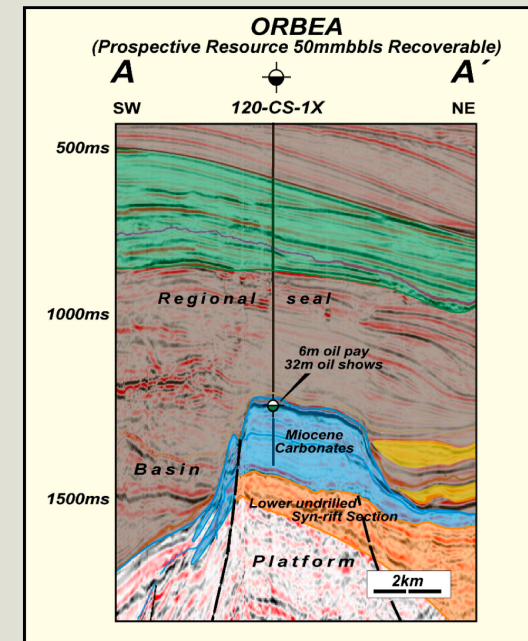 ORBEA
(Prospective Resource 50mmbbls Recoverable)
A A´
SW 120-CS-1X NE
500ms
1000ms
1500ms
Regional seal
6m oil pay
32m oil shows
Miocene
Carbonates
Basin
Lower undrilled
Syn-rift Section
Platform
2km